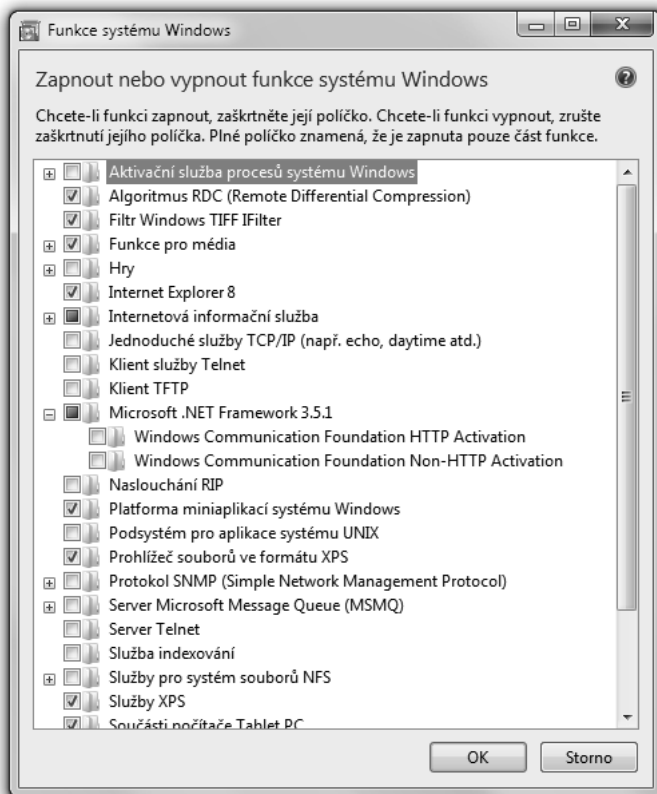 Funkce systému Windows
Zapnout nebo vypnout funkce systému Windows
Chcete-li funkci zapnout, zaškrtněte její políčko. Chcete-li funkci vypnout, zrušte
zaškrtnutí jejího políčka. Plné políčko znamená, že je zapnuta pouze část funkce.
Aktivační služba procesů systému Windows
Algoritmus RDC (Remote Differential Compression)
Filtr Windows TIFF IFilter
Funkce pro média
Hry
Internet Explorer 8
Internetová informační služba
Jednoduché služby TCP/IP (např. echo, daytime atd.)
Klient služby Telnet
Klient TFTP
Microsoft .NET Framework 3.5.1
Windows Communication Foundation HTTP Activation
Windows Communication Foundation Non-HTTP Activation
Naslouchání RIP
Platforma miniaplikací systému Windows
Podsystém pro aplikace systému UNIX
Prohlížeč souborů ve formátu XPS
Protokol SNMP (Simple Network Management Protocol)
Server Microsoft Message Queue (MSMQ)
Server Telnet
Služba indexování
Služby pro systém souborů NFS
Služby XPS
Součásti počítače Tablet PC
OK
Storno